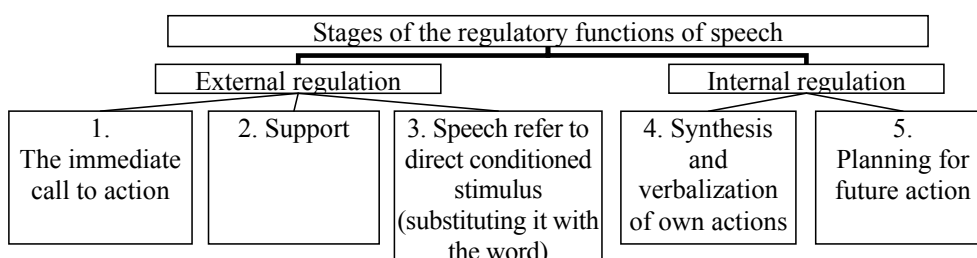 Stages of the regulatory functions of speech
External regulation
Internal regulation
1.
The immediate
call to action
2. Support
3. Speech refer to
direct conditioned
stimulus
(substituting it with
the word)
4. Synthesis
and
verbalization
of own actions
5.
Planning for
future action